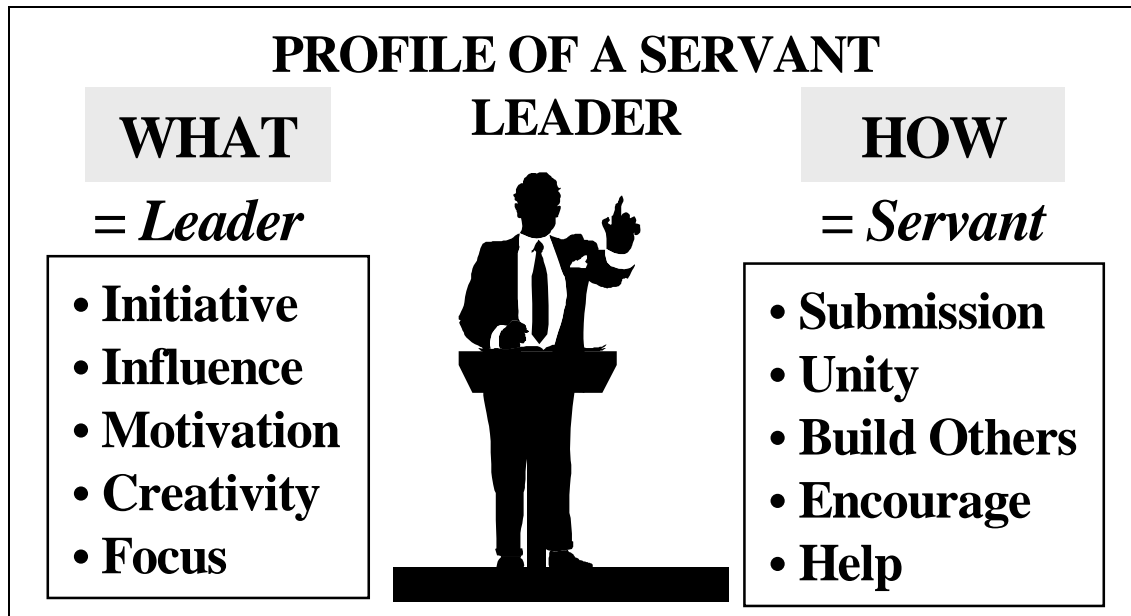 PROFILE OF A SERVANT
LEADER
WHAT
= Leader
• Initiative
• Influence
• Motivation
• Creativity
• Focus
HOW
= Servant
• Submission
• Unity
• Build Others
• Encourage
• Help